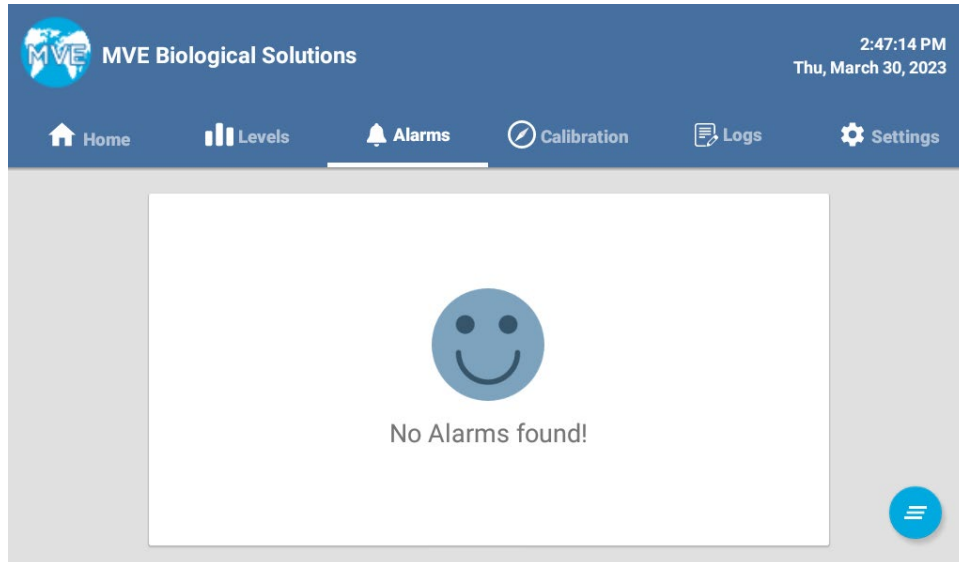 MVE
MVE Biological Solutions
2:47:14 PM
Thu, March 30, 2023
Home Levels Alarms Calibration Logs Settings
No Alarms found!